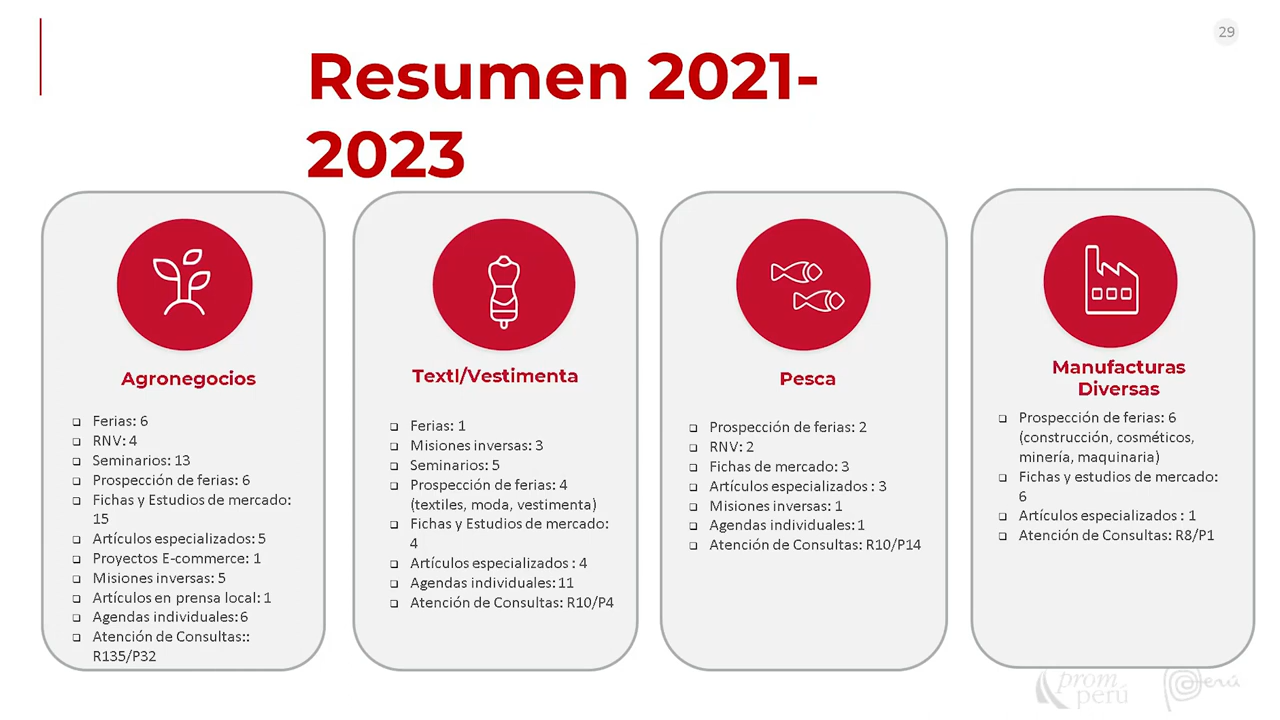 29
Resumen 2021-
2023
Agronegocios
❑ Ferias: 6
❑ RNV: 4
❑ Seminarios: 13
❑ Prospección de ferias: 6
❑ Fichas y Estudios de mercado:
15
❑ Artículos especializados: 5
❑ Proyectos E-commerce: 1
❑ Misiones inversas: 5
❑ Artículos en prensa local: 1
❑ Agendas individuales:6
❑ Atención de Consultas::
R135/P32
Textl/Vestimenta
❑ Ferias: 1
❑ Misiones inversas: 3
❑ Seminarios: 5
❑ Prospección de ferias: 4
(textiles, moda, vestimenta)
❑ Fichas y Estudios de mercado:
4
❑ Artículos especializados : 4
❑ Agendas individuales: 11
❑ Atención de Consultas: R10/P4
Pesca
❑ Prospección de ferias: 2
❑ RNV: 2
❑ Fichas de mercado: 3
❑ Artículos especializados : 3
❑ Misiones inversas: 1
❑ Agendas individuales: 1
❑ Atención de Consultas: R10/P14
Manufacturas
Diversas
❑ Prospección de ferias: 6
(construcción, cosméticos,
minería, maquinaria)
❑ Fichas y estudios de mercado:
6
❑ Artículos especializados : 1
❑ Atención de Consultas: R8/P1
prom
perú
Perú